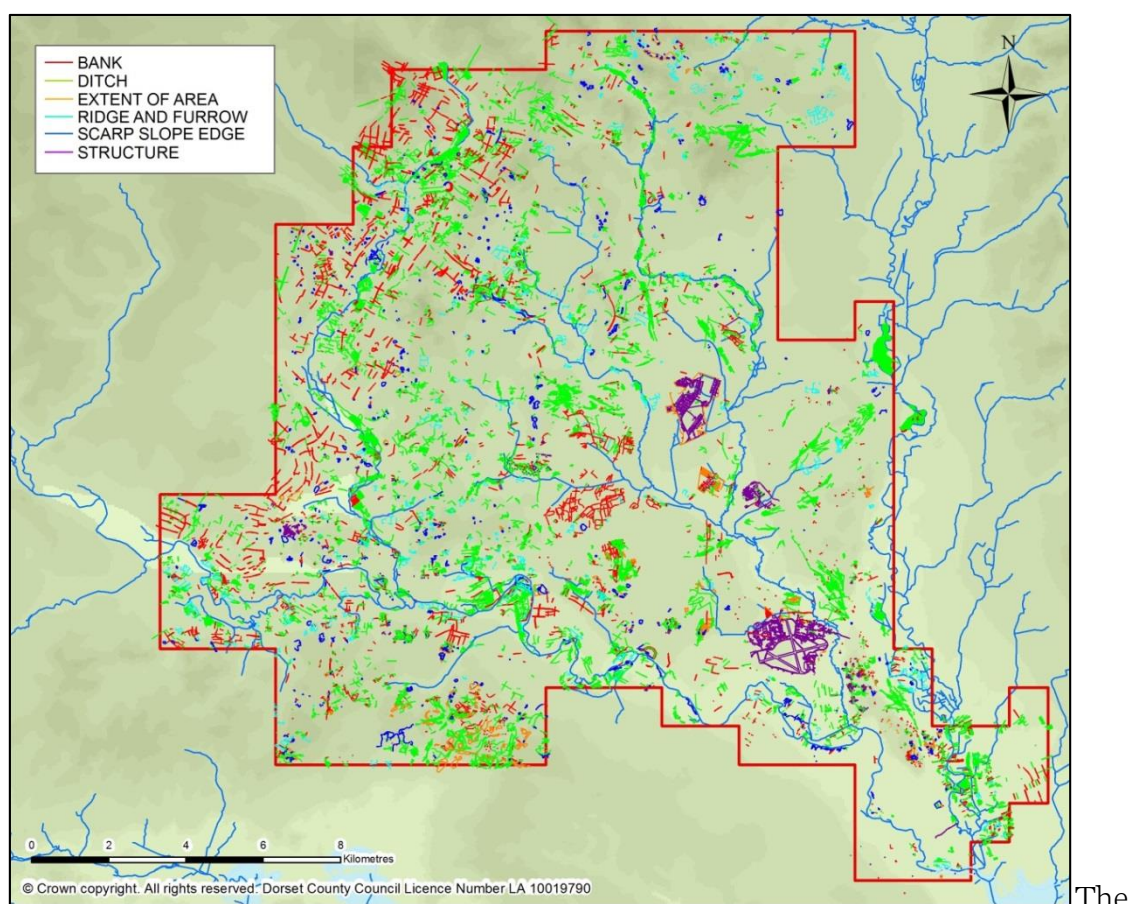 BANK
DITCH
EXTENT OF AREA
RIDGE AND FURROW
SCARP SLOPE EDGE
STRUCTURE
N
0 2 4 6 8
Kilometres
© Crown copyright. All rights reserved. Dorset County Council Licence Number LA 10019790
The